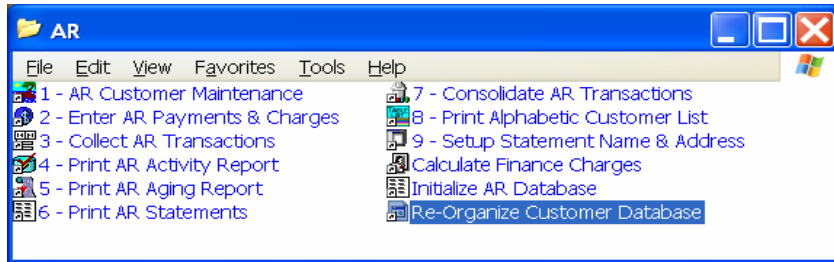 AR
File Edit View Favorites Tools Help
1 - AR Customer Maintenance
2 - Enter AR Payments & Charges
3 - Collect AR Transactions
4 - Print AR Activity Report
5 - Print AR Aging Report
6 - Print AR Statements
7 - Consolidate AR Transactions
8 - Print Alphabetic Customer List
9 - Setup Statement Name & Address
Calculate Finance Charges
Initialize AR Database
Re-Organize Customer Database